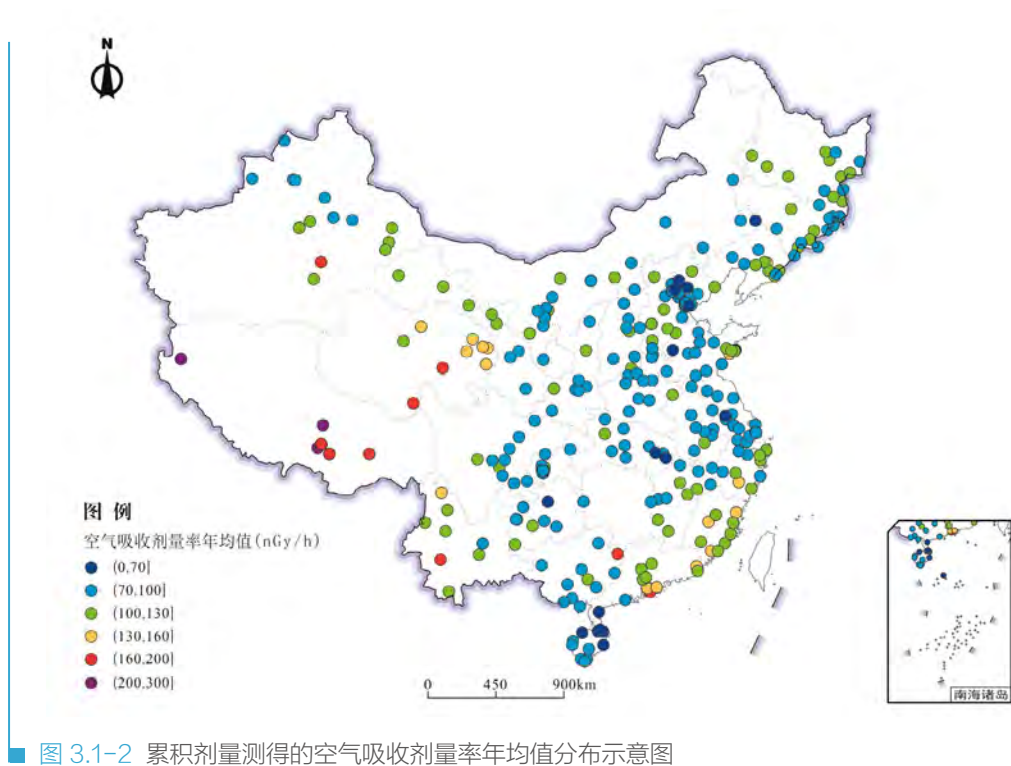 N
图 例
空气吸收剂量率年均值(nGy/h)
(0,70]
(70,100]
(100,130]
(130,160]
(160,200]
(200,300]
0 450 900km
南海诸岛
图 3.1-2 累积剂量测得的空气吸收剂量率年均值分布示意图